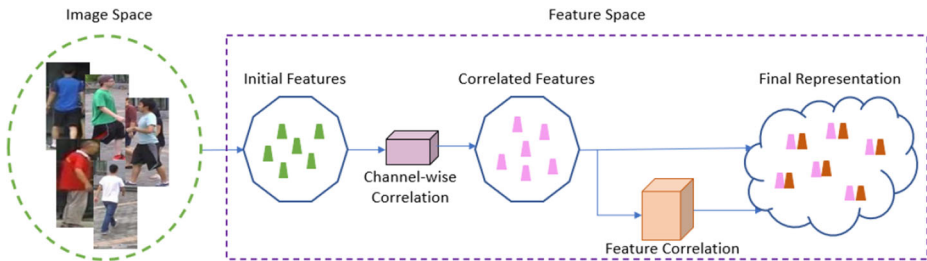 Image Space
Feature Space
Initial Features
Correlated Features
Final Representation
Channel-wise
Correlation
Feature Correlation